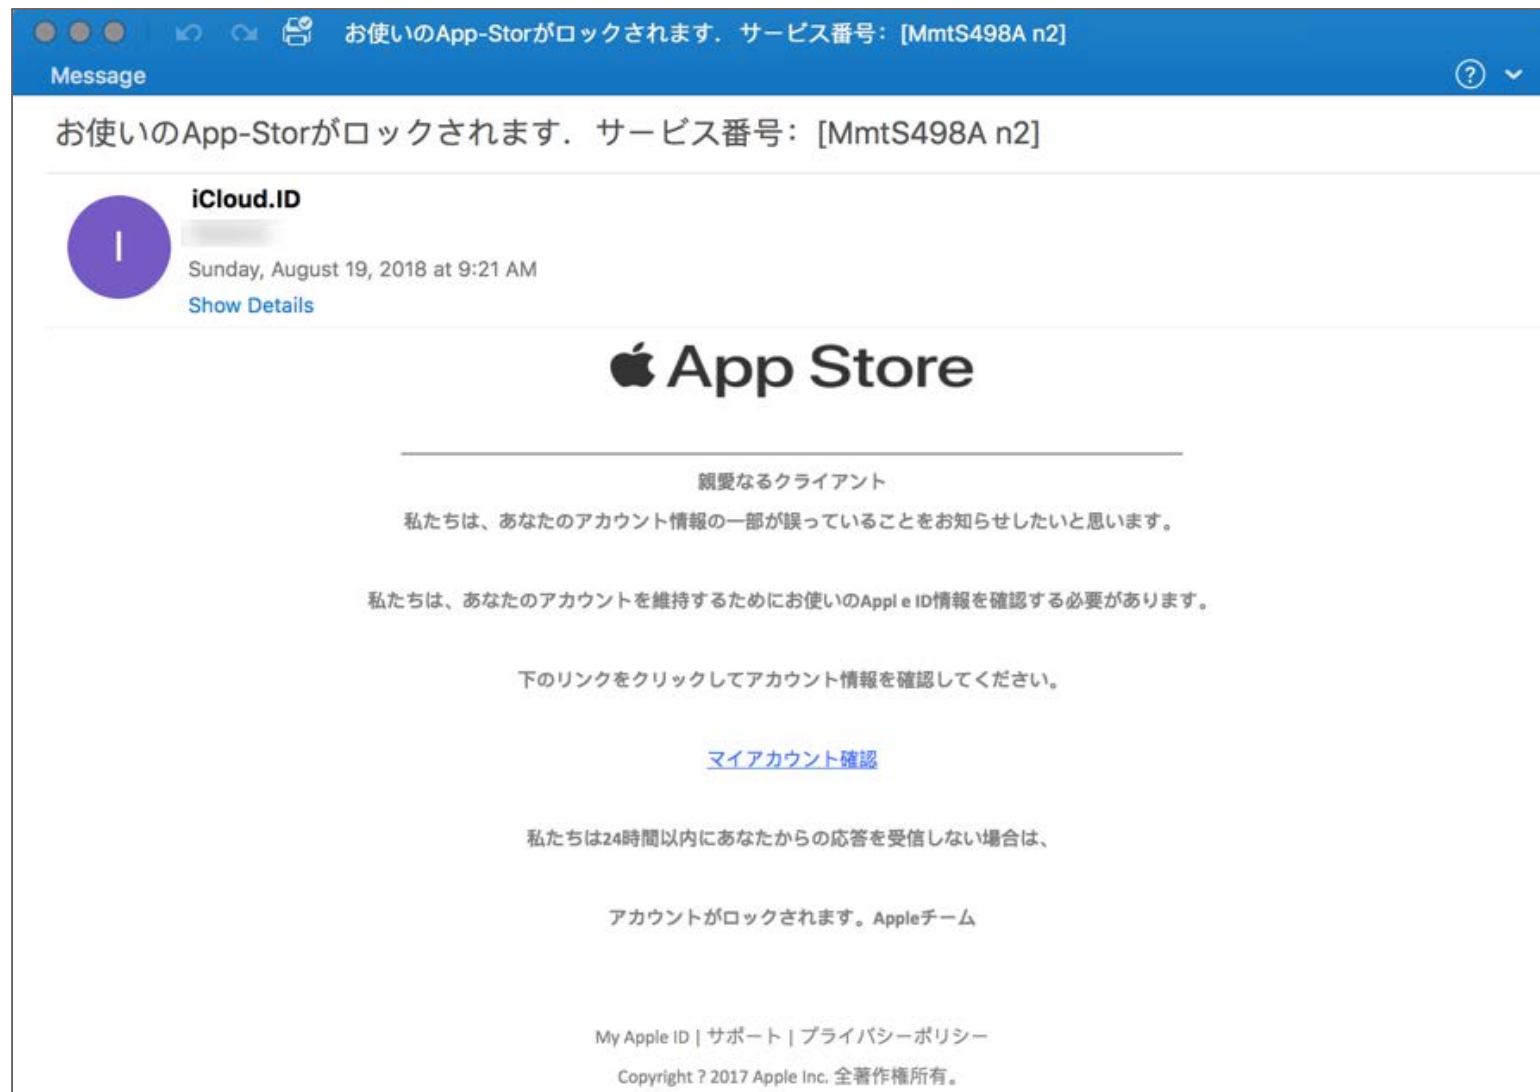 お使いのApp-Storがロックされます．サービス番号：[MmtS498A n2]
Message
お使いのApp-Storがロックされます．サービス番号：[MmtS498A n2]
I
iCloud.ID
Sunday, August 19, 2018 at 9:21 AM
Show Details
App Store
親愛なるクライアント
私たちは、あなたのアカウント情報の一部が誤っていることをお知らせしたいと思います。
私たちは、あなたのアカウントを維持するためにお使いのAppl e ID情報を確認する必要があります。
下のリンクをクリックしてアカウント情報を確認してください。
マイアカウント確認
私たちは24時間以内にあなたからの応答を受信しない場合は、
アカウントがロックされます。Appleチーム
My Apple ID | サポート | プライバシーポリシー
Copyright ? 2017 Apple Inc. 全著作権所有。